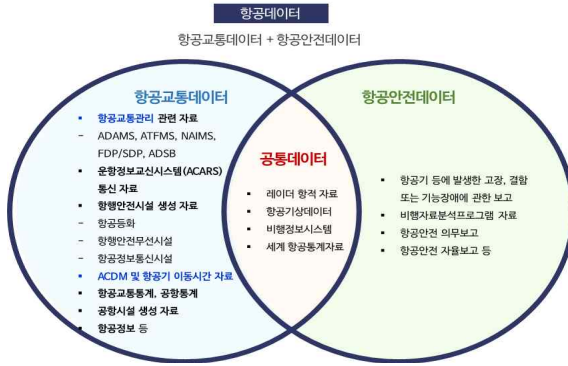 항공데이터
항공교통데이터 + 항공안전데이터
항공교통데이터
▪ 항공교통관리 관련 자료
− ADAMS, ATFMS, NAIMS,
FDP/SDP, ADSB
▪ 운항정보교신시스템(ACARS)
통신 자료
▪ 항행안전시설 생성 자료
− 항공등화
− 항행안전무선시설
− 항공정보통신시설
▪ ACDM 및 항공기 이동시간 자료
▪ 항공교통통계, 공항통계
▪ 공항시설 생성 자료
▪ 항공정보 등
공통데이터
▪ 레이더 항적 자료
▪ 항공기상데이터
▪ 비행정보시스템
▪ 세계 항공통계자료
항공안전데이터
▪ 항공기 등에 발생한 고장, 결함
또는 기능장애에 관한 보고
▪ 비행자료분석프로그램 자료
▪ 항공안전 의무보고
▪ 항공안전 자율보고 등